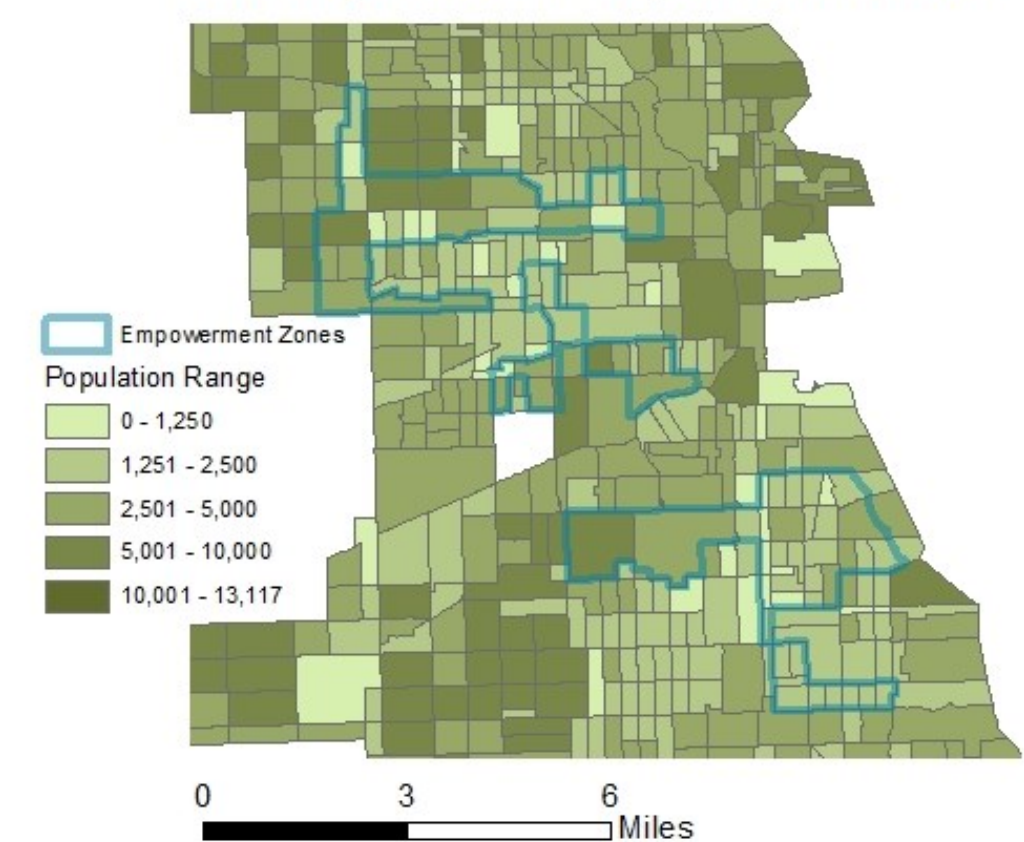 Empowerment Zones
Population Range
0 - 1,250
1,251 - 2,500
2,501 - 5,000
5,001 - 10,000
10,001 - 13,117
0 3 6
Miles